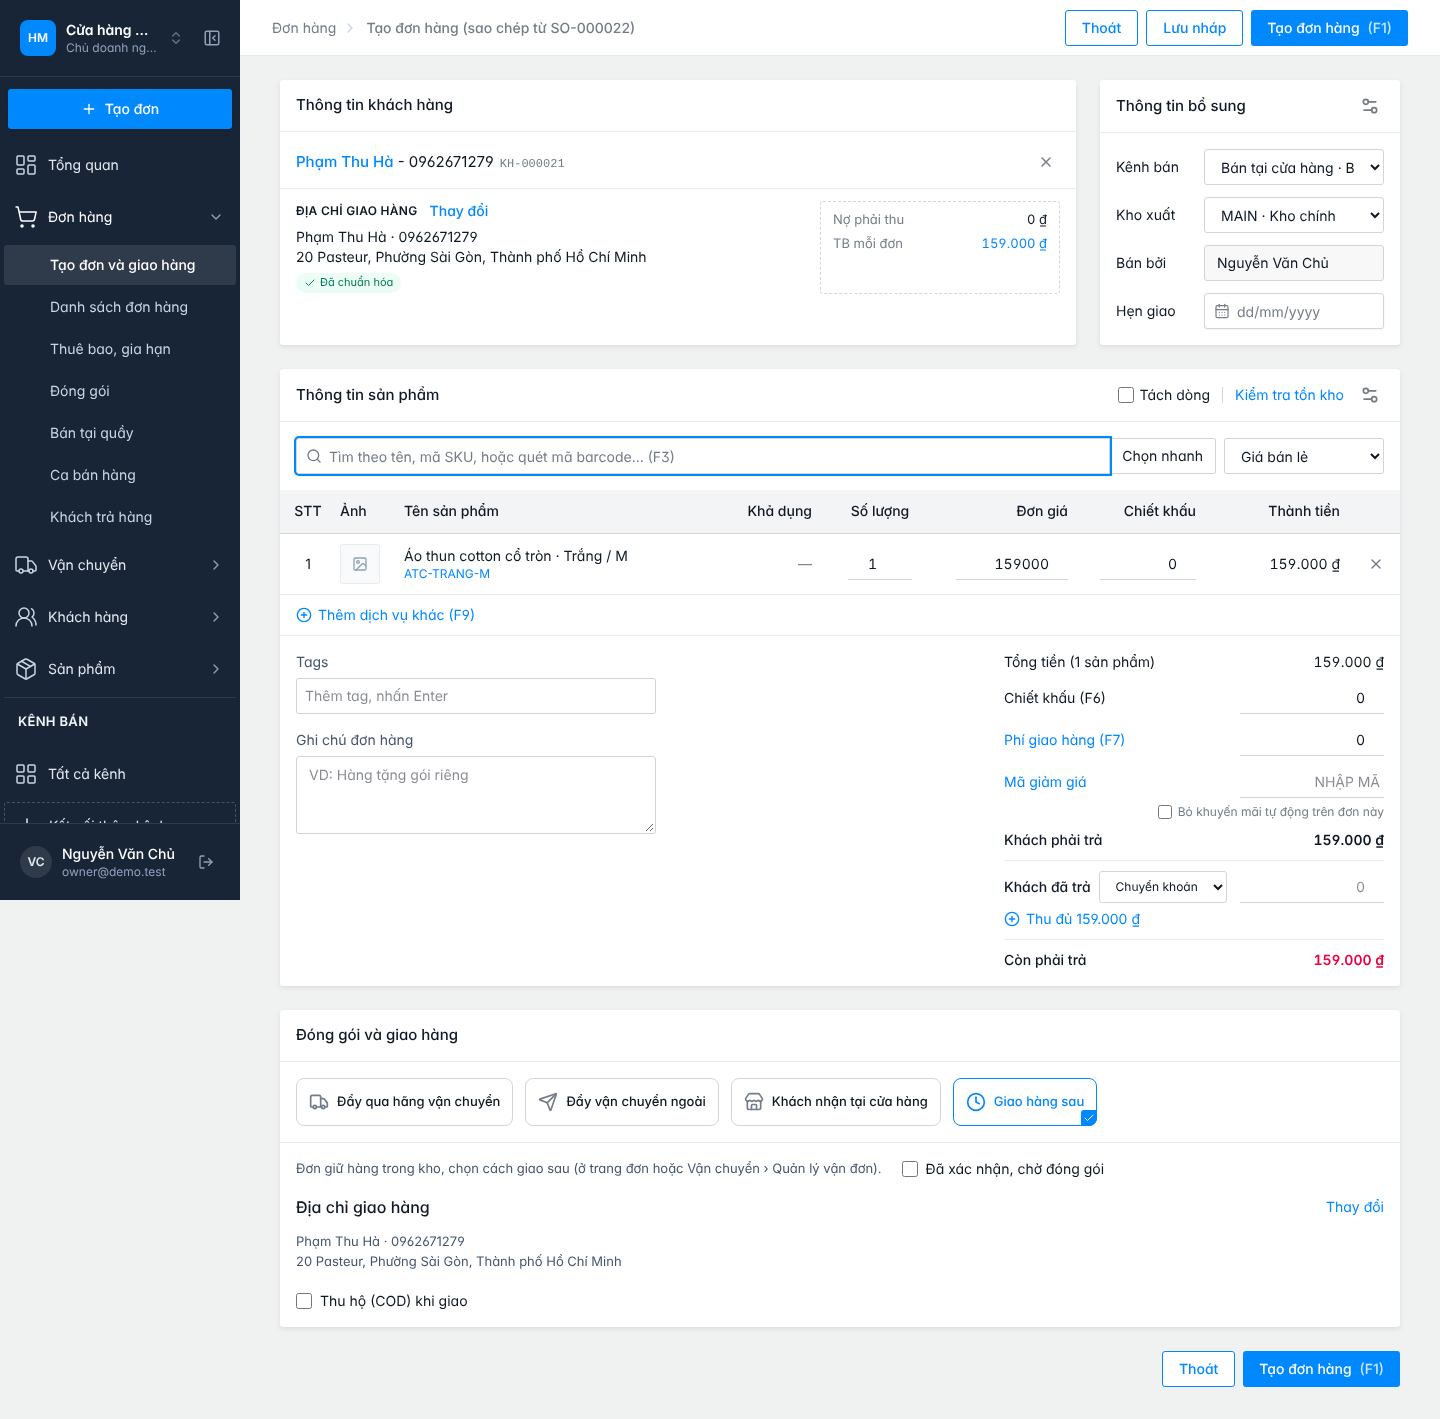 HM
Cửa hàng ...
Chủ doanh ng...
Tạo đơn
Tổng quan
Đơn hàng
Tạo đơn và giao hàng
Danh sách đơn hàng
Thuê bao, gia hạn
Đóng gói
Bán tại quầy
Ca bán hàng
Khách trả hàng
Vận chuyển
Khách hàng
Sản phẩm
KÊNH BÁN
Tất cả kênh
VC
Nguyễn Văn Chủ
owner@demo.test
Đơn hàng
Tạo đơn hàng (sao chép từ SO-000022)
Thoát
Lưu nháp
Tạo đơn hàng (F1)
Thông tin khách hàng
Phạm Thu Hà - 0962671279 KH-000021
ĐỊA CHỈ GIAO HÀNG Thay đổi
Phạm Thu Hà · 0962671279
20 Pasteur, Phường Sài Gòn, Thành phố Hồ Chí Minh
Đã chuẩn hóa
Nợ phải thu 0 ₫
TB mỗi đơn 159.000 ₫
Thông tin bổ sung
Kênh bán Bán tại cửa hàng · B
Kho xuất MAIN · Kho chính
Bán bởi Nguyễn Văn Chủ
Hẹn giao dd/mm/yyyy
Thông tin sản phẩm
Tách dòng
Kiểm tra tồn kho
Tìm theo tên, mã SKU, hoặc quét mã barcode... (F3)
Chọn nhanh
Giá bán lẻ
STT Ảnh Tên sản phẩm Khả dụng Số lượng Đơn giá Chiết khấu Thành tiền
1 Áo thun cotton cổ tròn · Trắng / M — 1 159000 0 159.000 ₫
ATC-TRANG-M
Thêm dịch vụ khác (F9)
Tags
Thêm tag, nhấn Enter
Ghi chú đơn hàng
VD: Hàng tặng gói riêng
Tổng tiền (1 sản phẩm) 159.000 ₫
Chiết khấu (F6) 0
Phí giao hàng (F7) 0
Mã giảm giá NHẬP MÃ
Bỏ khuyến mãi tự động trên đơn này
Khách phải trả 159.000 ₫
Khách đã trả Chuyển khoản 0
Thu đủ 159.000 ₫
Còn phải trả 159.000 ₫
Đóng gói và giao hàng
Đẩy qua hãng vận chuyển
Đẩy vận chuyển ngoài
Khách nhận tại cửa hàng
Giao hàng sau
Đơn giữ hàng trong kho, chọn cách giao sau (ở trang đơn hoặc Vận chuyển › Quản lý vận đơn).
Đã xác nhận, chờ đóng gói
Địa chỉ giao hàng
Thay đổi
Phạm Thu Hà · 0962671279
20 Pasteur, Phường Sài Gòn, Thành phố Hồ Chí Minh
Thu hộ (COD) khi giao
Thoát
Tạo đơn hàng (F1)